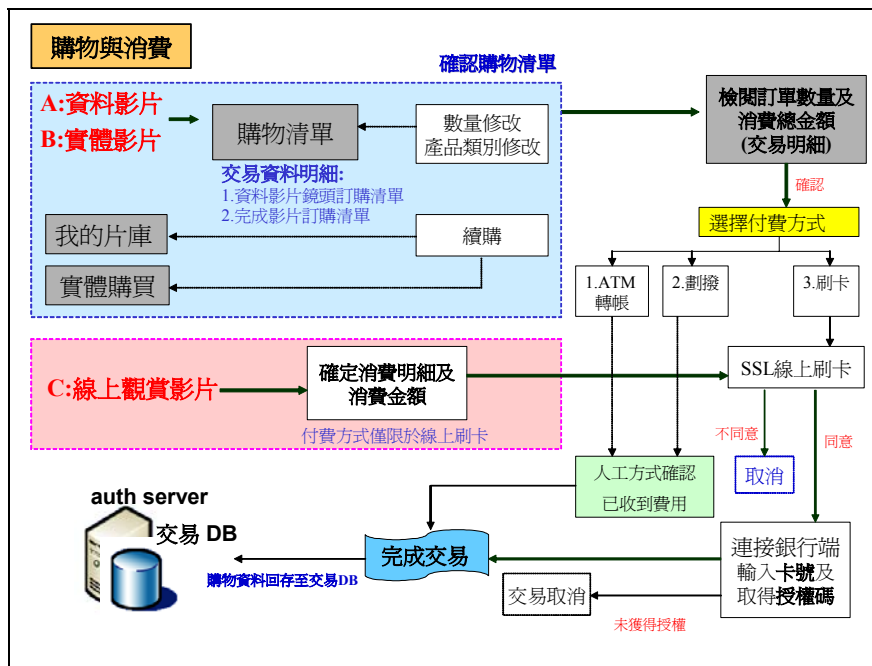 購物與消費
確認購物清單
A:資料影片
B:實體影片
購物清單
數量修改
產品類別修改
檢閱訂單數量及
消費總金額
(交易明細)
交易資料明細:
1.資料影片鏡頭訂購清單
2.完成影片訂購清單
確認
選擇付費方式
我的片庫
續購
實體購買
1.ATM
轉帳
2.劃撥
3.刷卡
C:線上觀賞影片
確定消費明細及
消費金額
SSL線上刷卡
付費方式僅限於線上刷卡
不同意
同意
人工方式確認
已收到費用
取消
auth server
交易 DB
完成交易
連接銀行端
輸入卡號及
取得授權碼
購物資料回存至交易DB
交易取消
未獲得授權